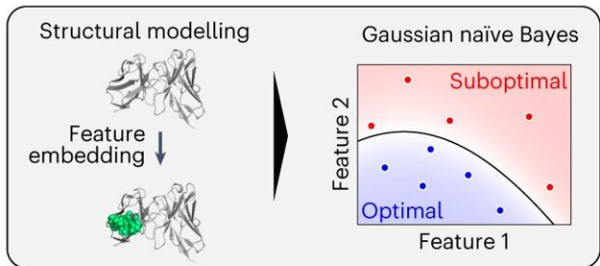 Structural modelling
Feature
embedding
Gaussian naïve Bayes
Feature 2
Suboptimal
Optimal
Feature 1